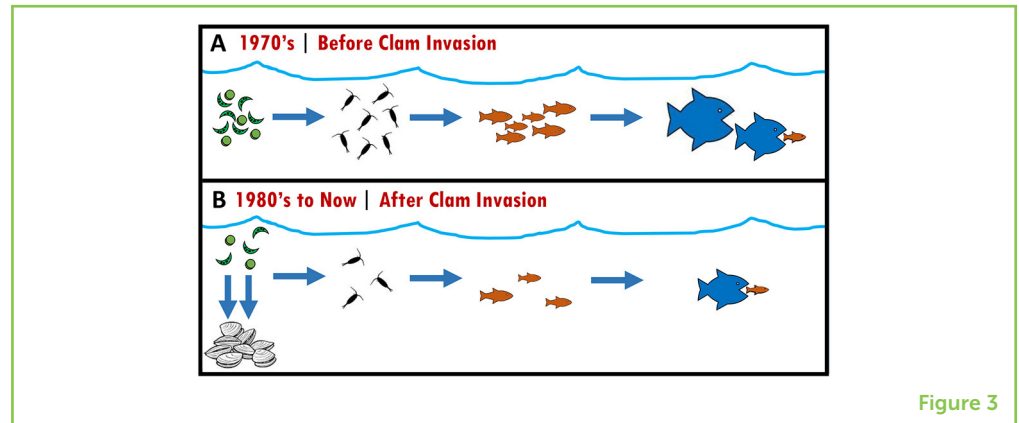 A 1970's | Before Clam Invasion
B 1980's to Now | After Clam Invasion
Figure 3